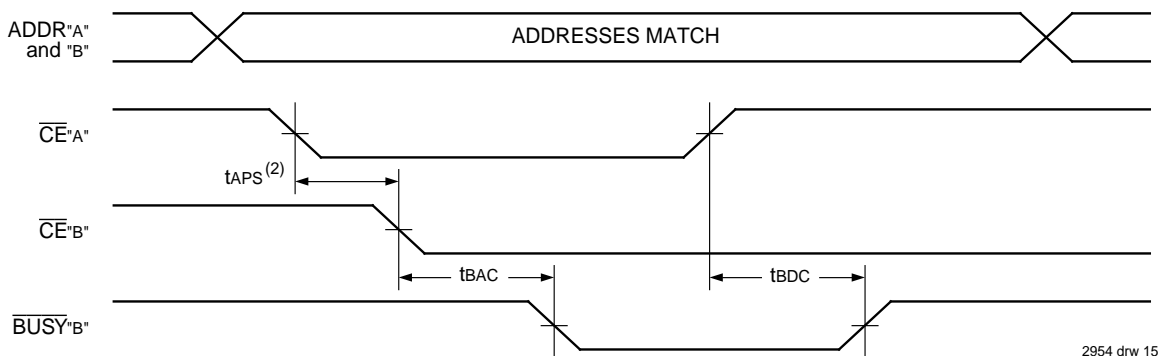 ADDR"A"
and "B"
ADDRESSES MATCH
CE"A"
tAPS(2)
CE"B"
tBAC
tBDC
BUSY"B"
2954 drw 15